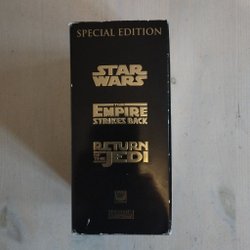 SPECIAL EDITION
STAR
WARS
THE
EMPIRE
STRIKES BACK
RETURN
OF THE
JEDI